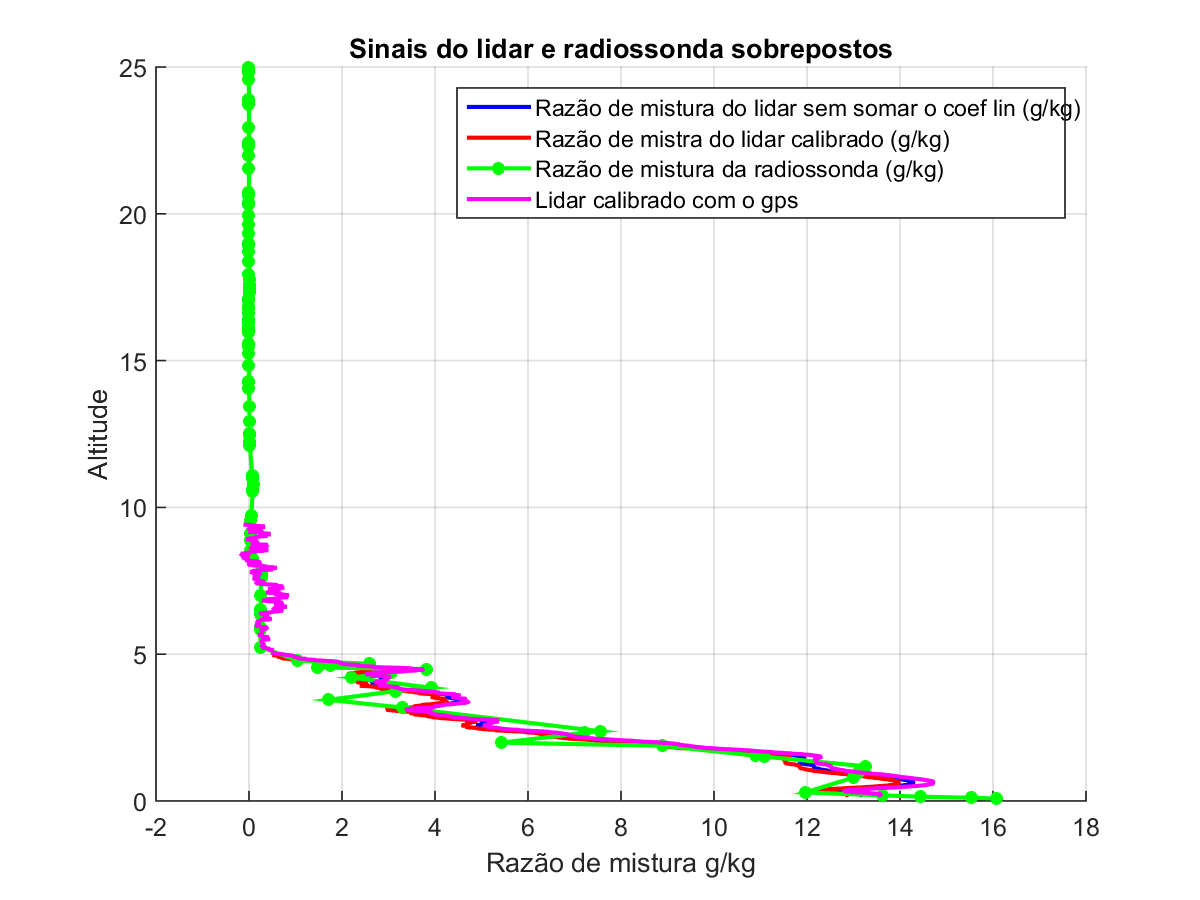 Sinais do lidar e radiossonda sobrepostos
Razão de mistura do lidar sem somar o coef lin (g/kg)
Razão de mistra do lidar calibrado (g/kg)
Razão de mistura da radiossonda (g/kg)
Lidar calibrado com o gps
25
20
15
10
5
0
Altitude
-2 0 2 4 6 8 10 12 14 16 18
Razão de mistura g/kg